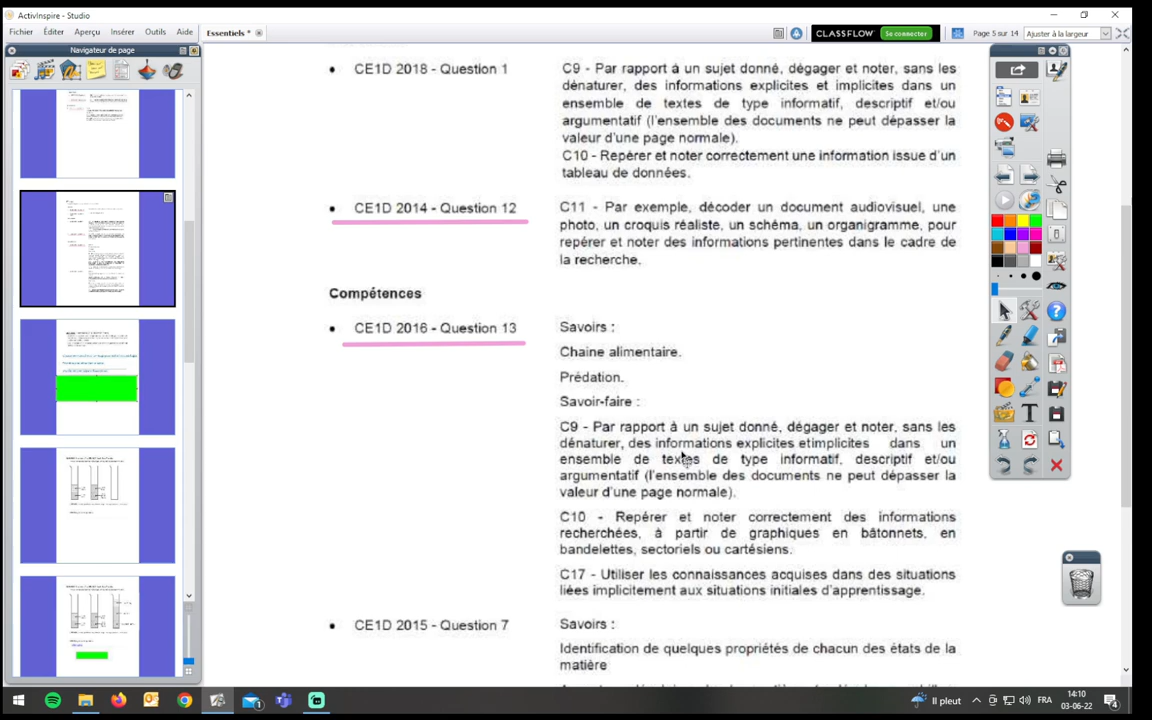 ActivInspire - Studio
Fichier Éditer Aperçu Insérer Outils Aide
Essentiels *
CLASSFLOW Se connecter
Page 5 sur 14
Ajuster à la largeur
Navigateur de page
CE1D 2018 - Question 1
C9 - Par rapport à un sujet donné, dégager et noter, sans les
dénaturer, des informations explicites et implicites dans un
ensemble de textes de type informatif, descriptif et/ou
argumentatif (l'ensemble des documents ne peut dépasser la
valeur d'une page normale).
C10 - Repérer et noter correctement une information issue d'un
tableau de données.
CE1D 2014 - Question 12
C11 - Par exemple, décoder un document audiovisuel, une
photo, un croquis réaliste, un schéma, un organigramme, pour
repérer et noter des informations pertinentes dans le cadre de
la recherche.
Compétences
CE1D 2016 - Question 13
Savoirs :
Chaine alimentaire.
Prédation.
Savoir-faire :
C9 - Par rapport à un sujet donné, dégager et noter, sans les
dénaturer, des informations explicites etimplicites dans un
ensemble de textes de type informatif, descriptif et/ou
argumentatif (l'ensemble des documents ne peut dépasser la
valeur d'une page normale).
C10 - Repérer et noter correctement des informations
recherchées, à partir de graphiques en bâtonnets, en
bandelettes, sectoriels ou cartésiens.
C17 - Utiliser les connaissances acquises dans des situations
liées implicitement aux situations initiales d'apprentissage.
CE1D 2015 - Question 7
Savoirs :
Identification de quelques propriétés de chacun des états de la
matière
Il pleut
FRA
14:10
03-06-22